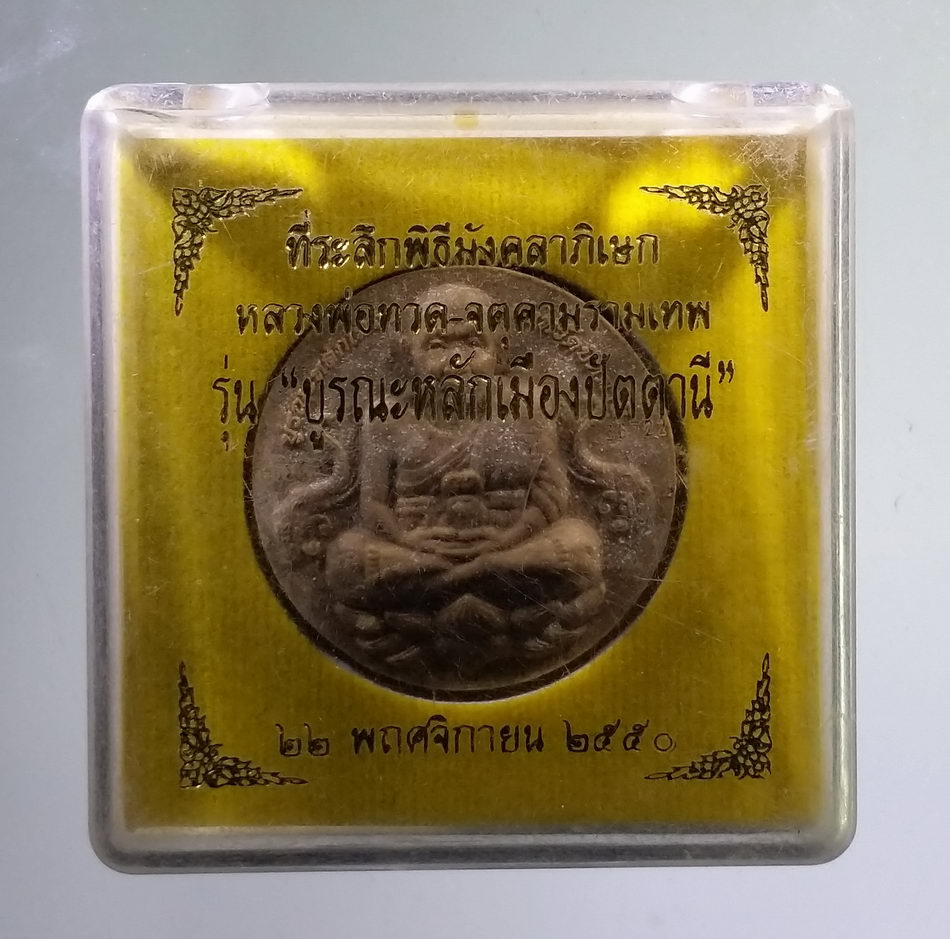 ที่ระลึกพิธีมังคลาภิเษก
หลวงพ่อทวด-จตุคามรามเทพ
รุ่น “บูรณะหลักเมืองปัตตานี”
๒๒ พฤศจิกายน ๒๕๕๐